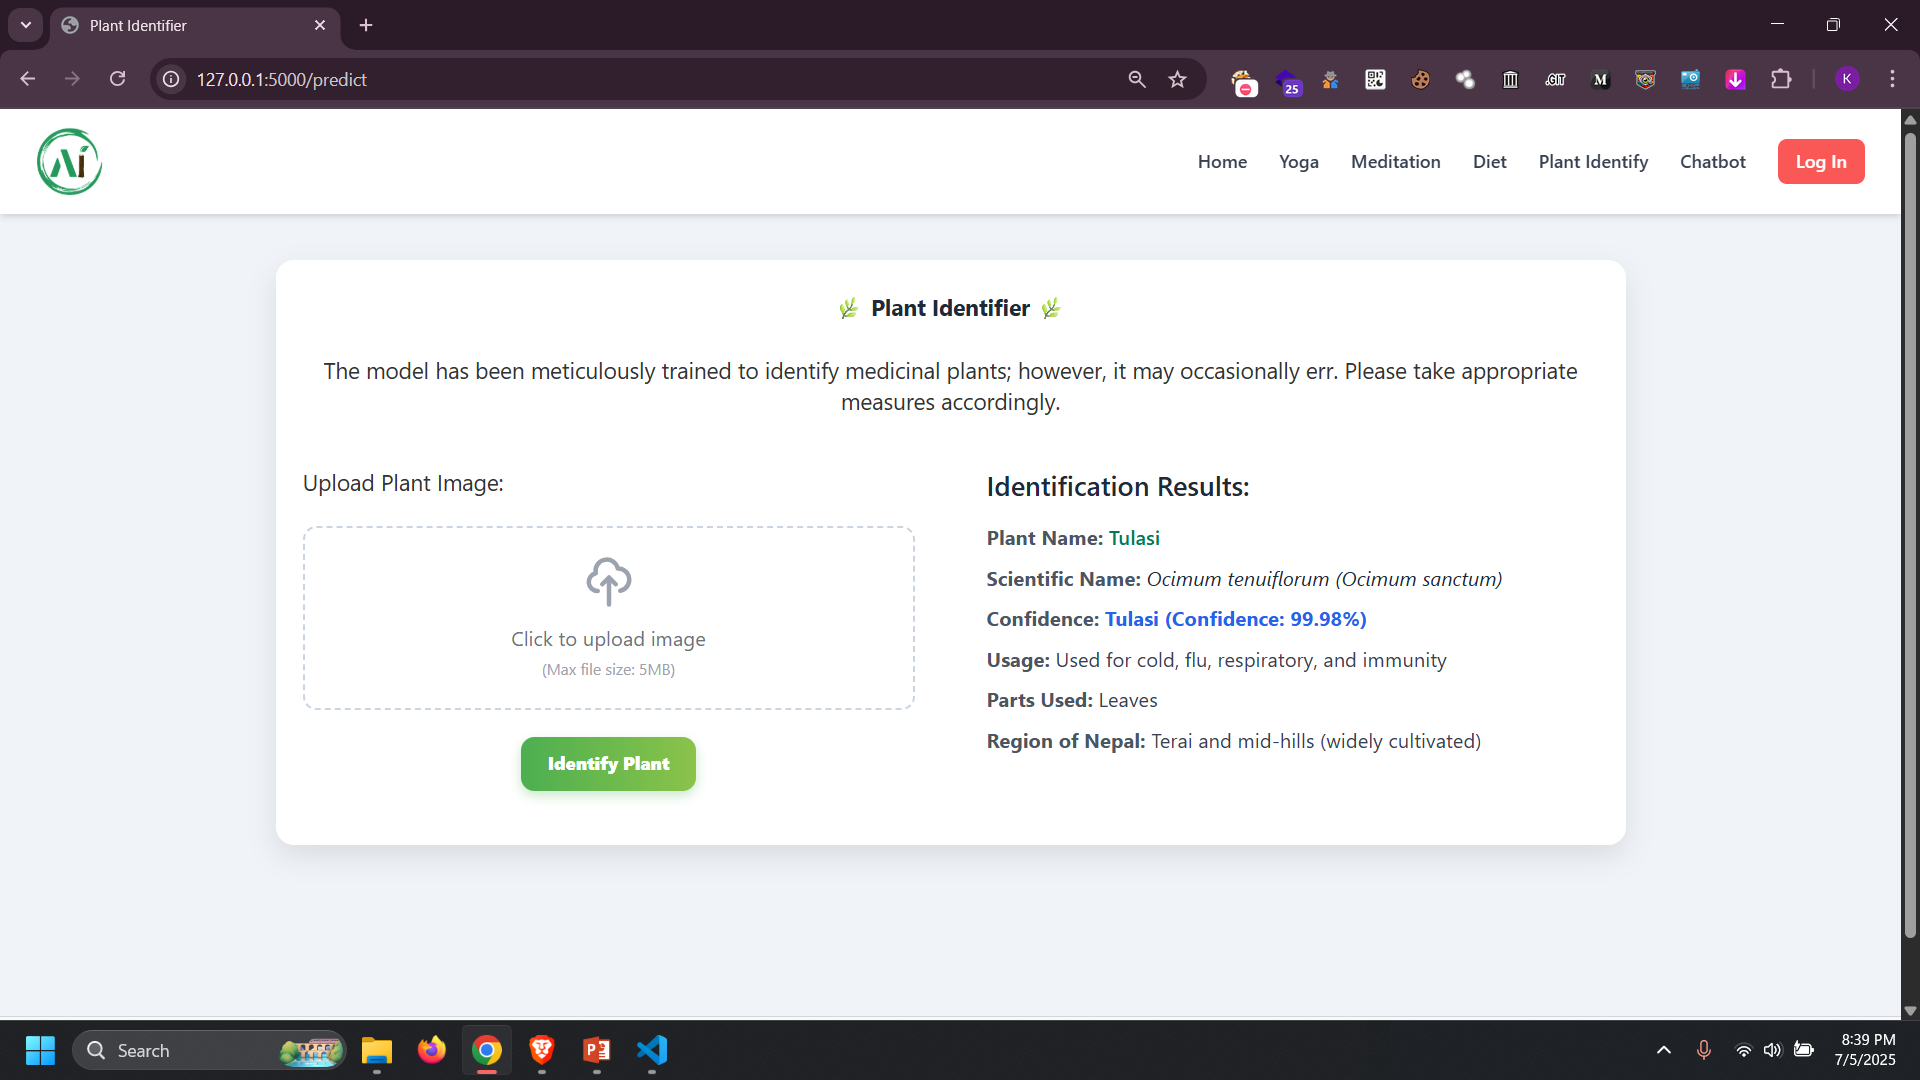 Plant Identifier
127.0.0.1:5000/predict
25
.GIT
M
K
Ai
Home
Yoga
Meditation
Diet
Plant Identify
Chatbot
Log In
Plant Identifier
The model has been meticulously trained to identify medicinal plants; however, it may occasionally err. Please take appropriate
measures accordingly.
Upload Plant Image:
Click to upload image
(Max file size: 5MB)
Identify Plant
Identification Results:
Plant Name: Tulasi
Scientific Name: Ocimum tenuiflorum (Ocimum sanctum)
Confidence: Tulasi (Confidence: 99.98%)
Usage: Used for cold, flu, respiratory, and immunity
Parts Used: Leaves
Region of Nepal: Terai and mid-hills (widely cultivated)
Search
P
8:39 PM
7/5/2025